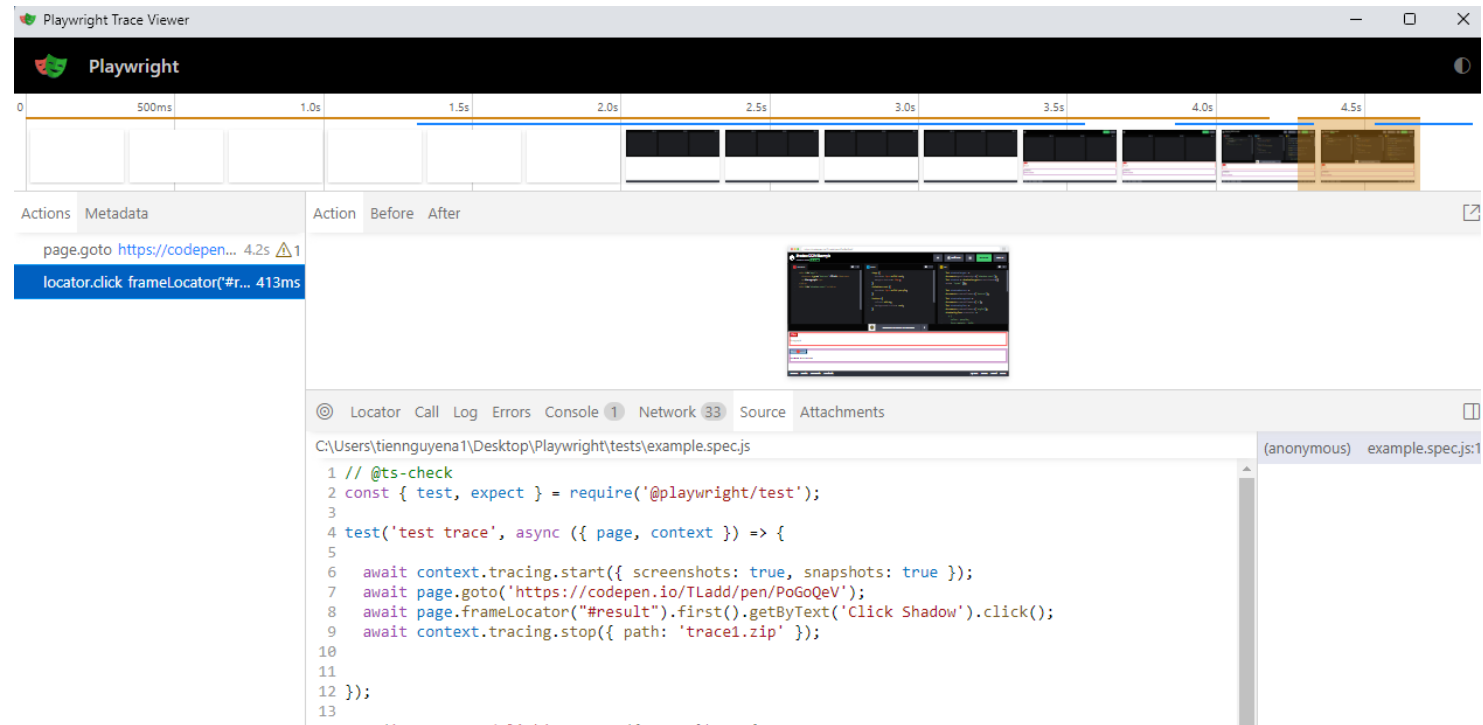 Playwright Trace Viewer
Playwright
0 500ms 1.0s 1.5s 2.0s 2.5s 3.0s 3.5s 4.0s 4.5s
Actions Metadata
Action Before After
page.goto https://codepen... 4.2s 1
locator.click frameLocator('#r... 413ms
Locator Call Log Errors Console 1 Network 33 Source Attachments
C:\Users\tiennguyena1\Desktop\Playwright\tests\example.spec.js
(anonymous) example.spec.js:1
1 // @ts-check
2 const { test, expect } = require('@playwright/test');
3
4 test('test trace', async ({ page, context }) => {
5
6 await context.tracing.start({ screenshots: true, snapshots: true });
7 await page.goto('https://codepen.io/TLadd/pen/PoGoQeV');
8 await page.frameLocator("#result").first().getByText('Click Shadow').click();
9 await context.tracing.stop({ path: 'trace1.zip' });
10
11
12 });
13